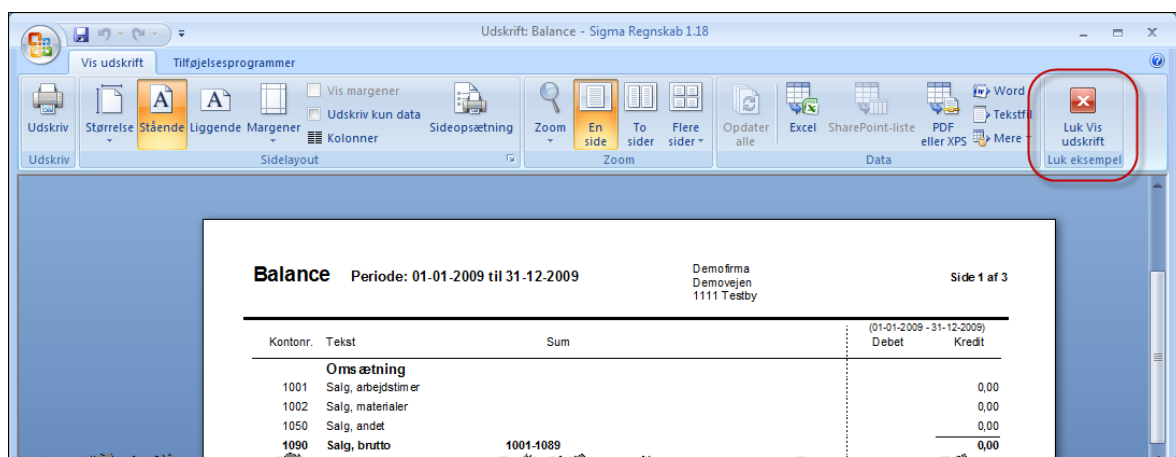 Udskrift: Balance - Sigma Regnskab 1.18
Vis udskrift Tilføjelsesprogrammer
Udskriv
Størrelse Stående Liggende Margener
Vis margener
Udskriv kun data
Kolonner
Sideopsætning
Zoom En side To sider Flere sider
Opdater alle Excel SharePoint-liste PDF eller XPS
Word
Tekstfil
Mere
Luk Vis udskrift
Udskriv Sidelayout Zoom Data Luk eksempel
Balance Periode: 01-01-2009 til 31-12-2009
Demofirma
Demovejen
1111 Testby
Side 1 af 3
(01-01-2009 - 31-12-2009)
Kontonr. Tekst Sum Debet Kredit
Omsætning
1001 Salg, arbejdstimer 0,00
1002 Salg, materialer 0,00
1050 Salg, andet 0,00
1090 Salg, brutto 1001-1089 0,00